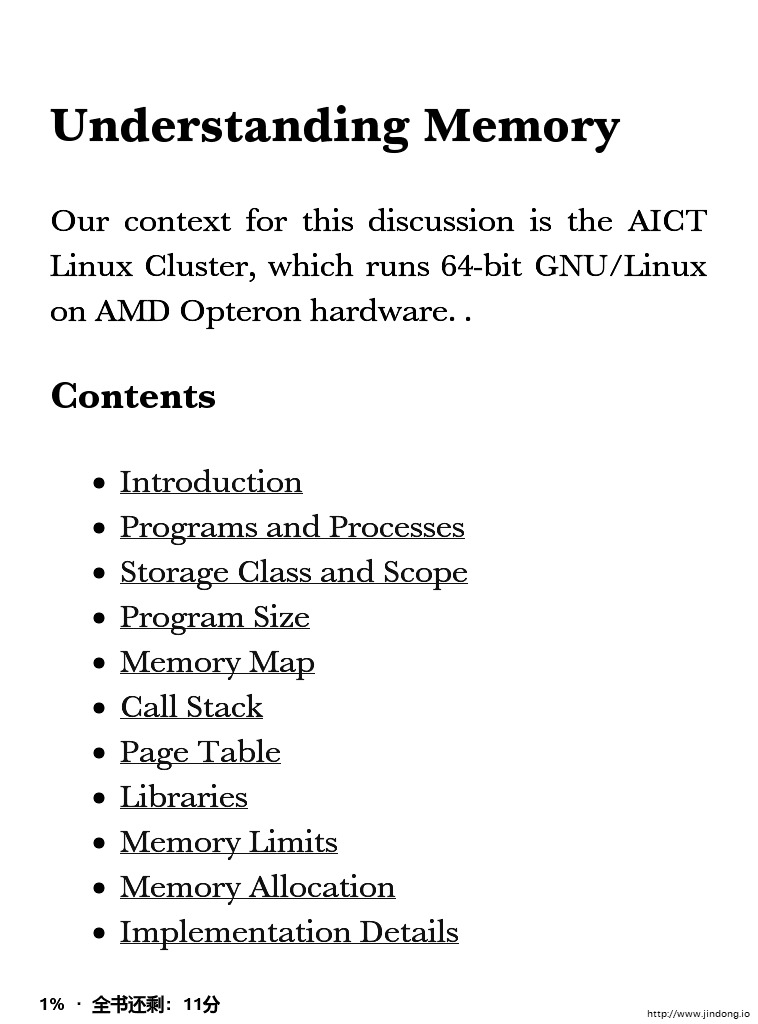 Understanding Memory
Our context for this discussion is the AICT
Linux Cluster, which runs 64-bit GNU/Linux
on AMD Opteron hardware. .
Contents
• Introduction
• Programs and Processes
• Storage Class and Scope
• Program Size
• Memory Map
• Call Stack
• Page Table
• Libraries
• Memory Limits
• Memory Allocation
• Implementation Details
1% · 全书还剩：11分
http://www.jindong.io